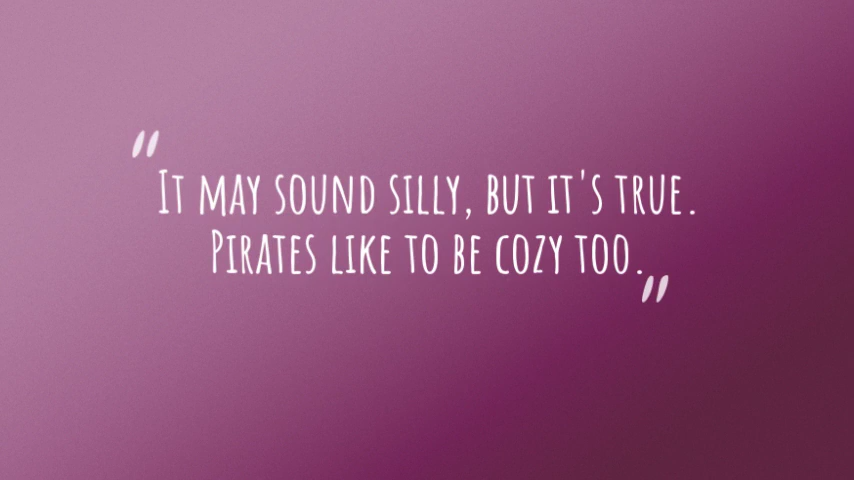 "It may sound silly, but it's true.
Pirates like to be cozy too."